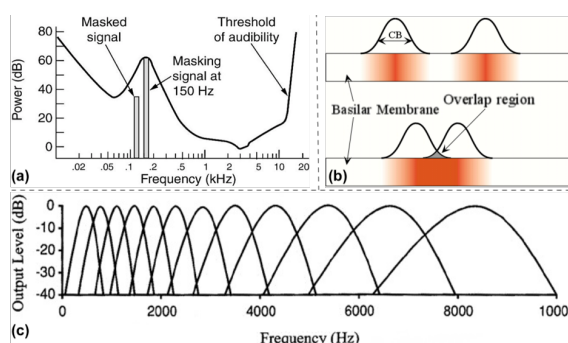 Masked
signal
Masking
signal at
150 Hz
Threshold
of audibility
Power (dB)
80
60
40
20
0
.02 .05 .1 .2 .5 1 2 5 10 20
Frequency (kHz)
(a)
CB
Basilar Membrane
Overlap region
(b)
Output Level (dB)
0
-10
-20
-30
-40
0 2000 4000 6000 8000 1000
Frequency (Hz)
(c)